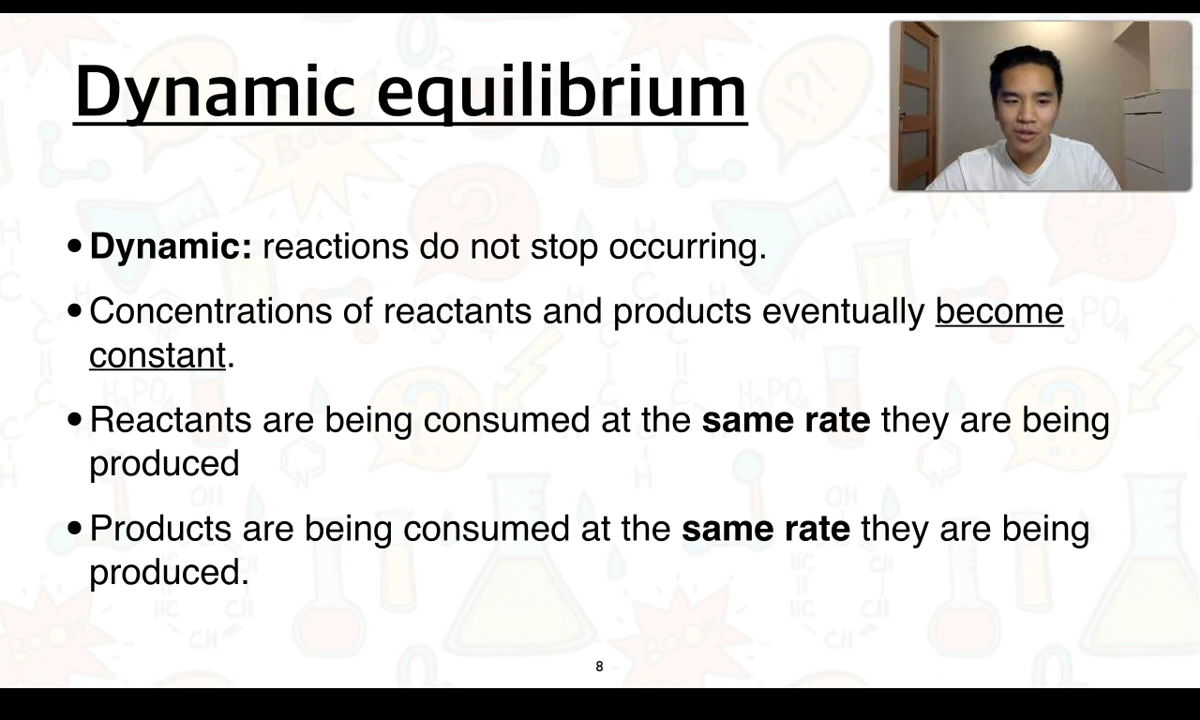 Dynamic equilibrium
•Dynamic: reactions do not stop occurring.
•Concentrations of reactants and products eventually become
constant.
•Reactants are being consumed at the same rate they are being
produced
•Products are being consumed at the same rate they are being
produced.
8